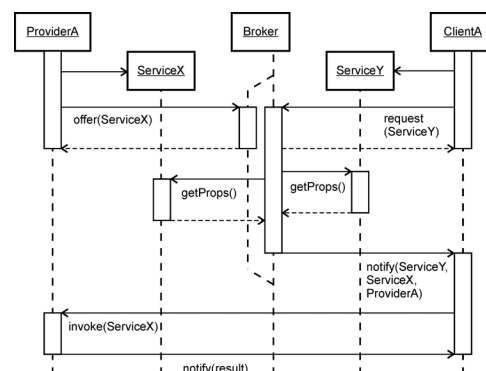 ProviderA
Broker
ClientA
ServiceX
ServiceY
offer(ServiceX)
request
(ServiceY)
getProps()
getProps()
notify(ServiceY,
ServiceX,
ProviderA)
invoke(ServiceX)
notify(result)